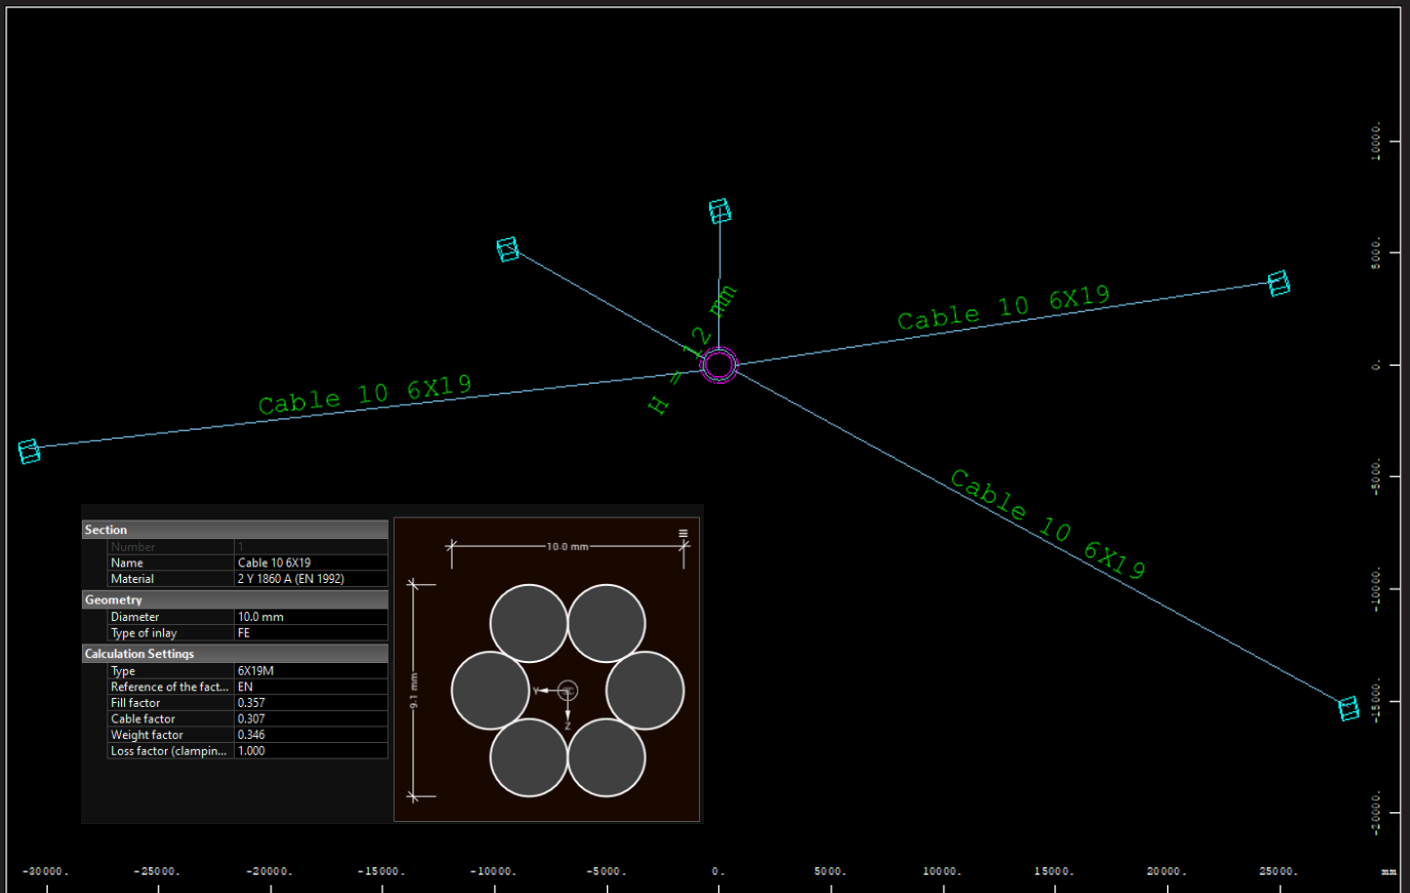 10000.
5000.
Cable 10 6X19
H = 12 mm
0.
Cable 10 6X19
-5000.
Cable 10 6X19
-10000.
-15000.
-20000.
Section
Number 1
Name Cable 10 6X19
Material 2 Y 1860 A (EN 1992)
Geometry
Diameter 10.0 mm
Type of inlay FE
Calculation Settings
Type 6X19M
Reference of the fact... EN
Fill factor 0.357
Cable factor 0.307
Weight factor 0.346
Loss factor (clampin... 1.000
10.0 mm
9.1 mm
Y
Z
-30000. -25000. -20000. -15000. -10000. -5000. 0. 5000. 10000. 15000. 20000. 25000. mm